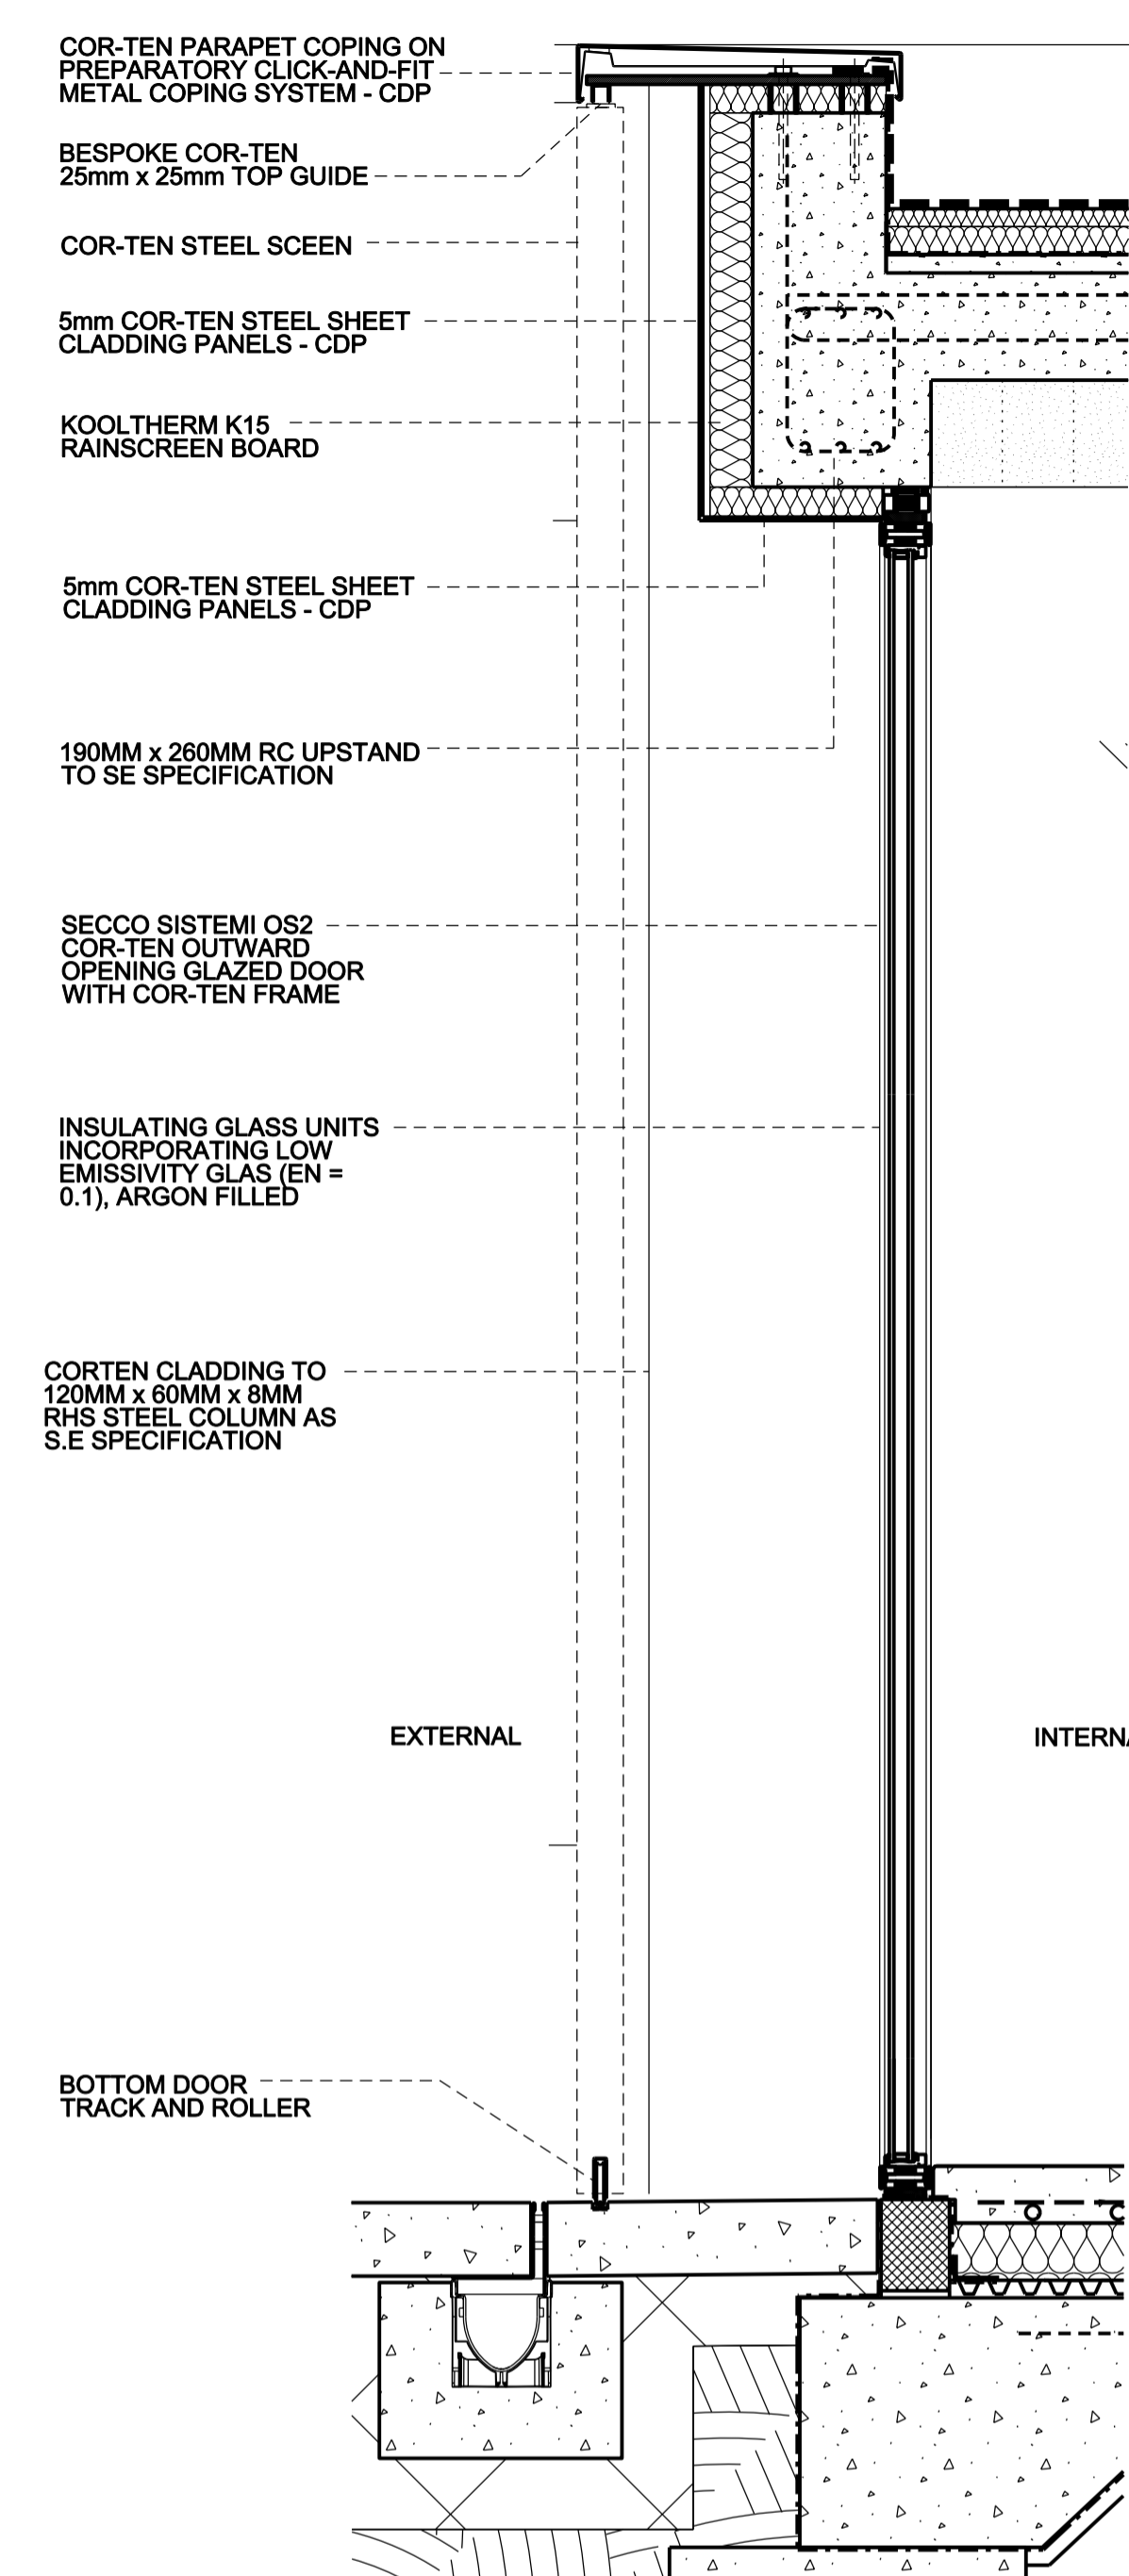 COR-TEN PARAPET COPING ON
PREPARATORY CLICK-AND-FIT
METAL COPING SYSTEM - CDP
BESPOKE COR-TEN
25mm x 25mm TOP GUIDE
COR-TEN STEEL SCEEN
5mm COR-TEN STEEL SHEET
CLADDING PANELS - CDP
KOOLTHERM K15
RAINSCREEN BOARD
5mm COR-TEN STEEL SHEET
CLADDING PANELS - CDP
190MM x 260MM RC UPSTAND
TO SE SPECIFICATION
SECCO SISTEMI OS2
COR-TEN OUTWARD
OPENING GLAZED DOOR
WITH COR-TEN FRAME
INSULATING GLASS UNITS
INCORPORATING LOW
EMISSIVITY GLAS (EN =
0.1), ARGON FILLED
CORTEN CLADDING TO
120MM x 60MM x 8MM
RHS STEEL COLUMN AS
S.E SPECIFICATION
EXTERNAL
BOTTOM DOOR
TRACK AND ROLLER